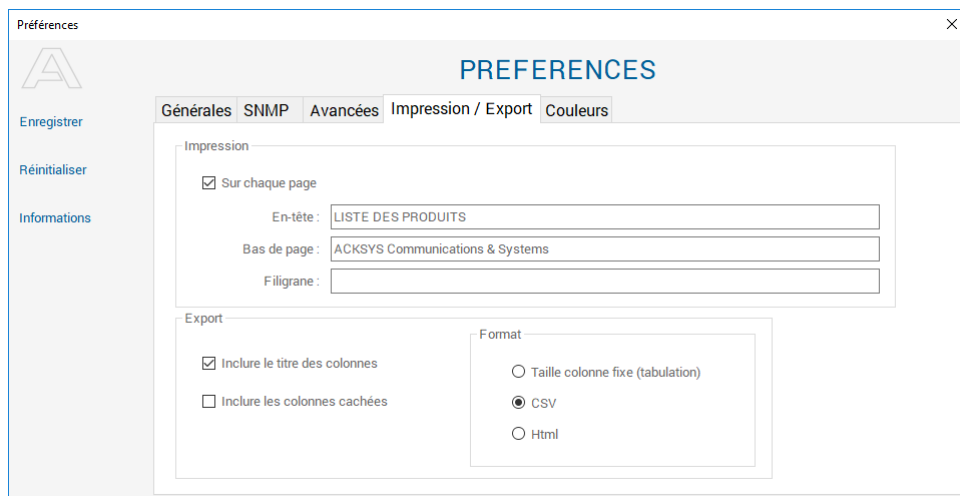 Préférences
PREFERENCES
Enregistrer
Réinitialiser
Informations
Générales SNMP Avancées Impression / Export Couleurs
Impression
Sur chaque page
En-tête : LISTE DES PRODUITS
Bas de page : ACKSYS Communications & Systems
Filigrane :
Export
Inclure le titre des colonnes
Inclure les colonnes cachées
Format
Taille colonne fixe (tabulation)
CSV
Html